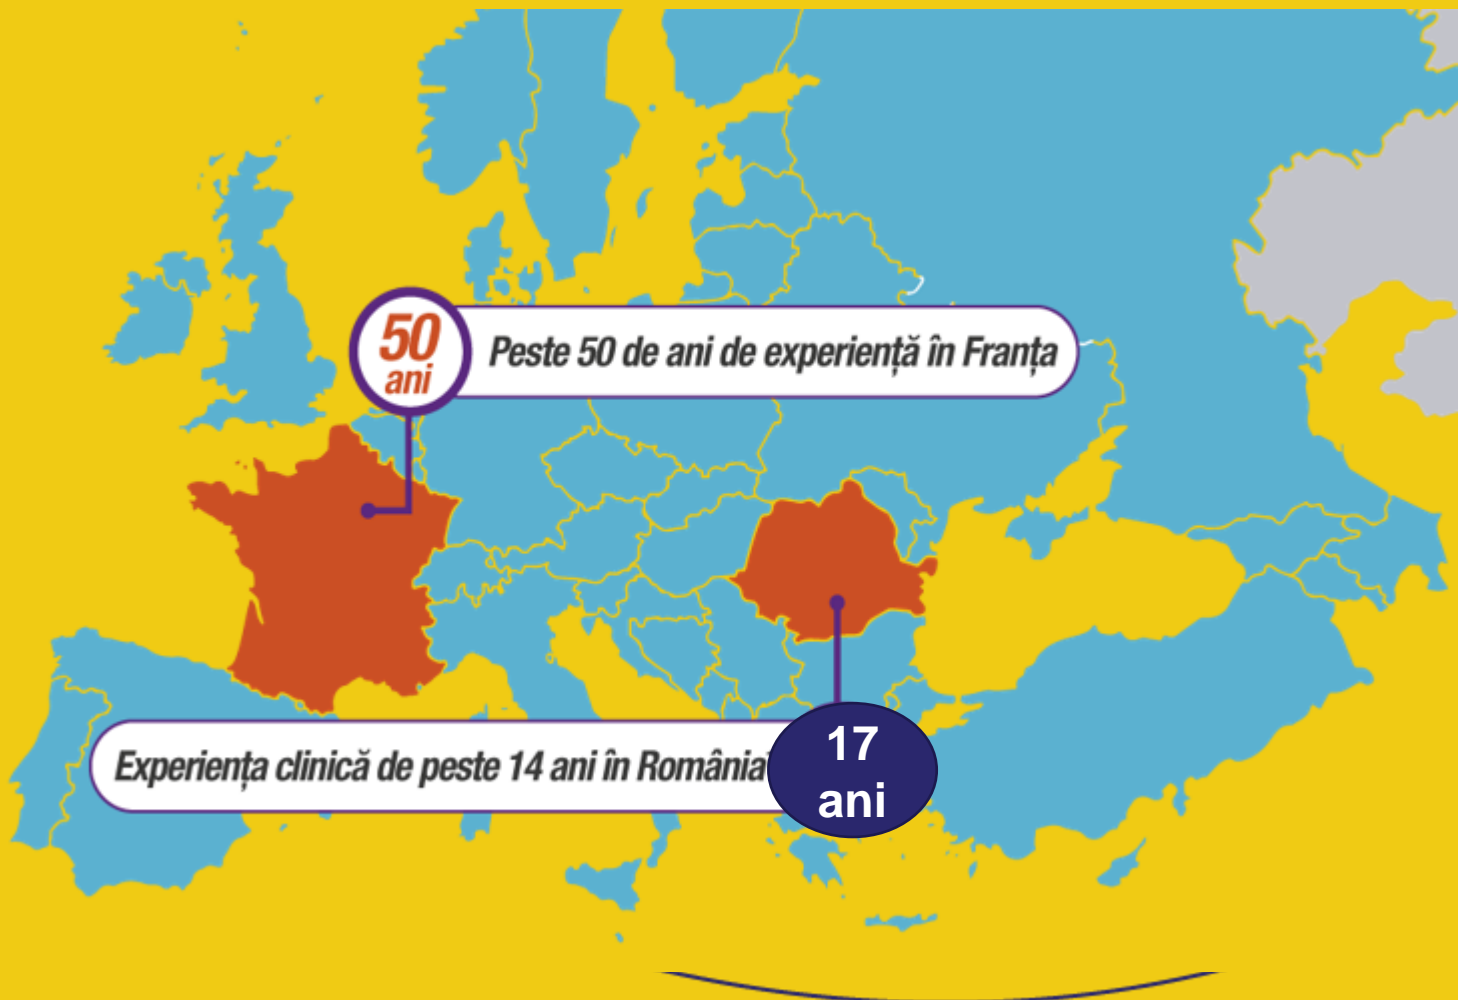 50
ani
Peste 50 de ani de experiență în Franța
Experiența clinică de peste 14 ani în România
17
ani